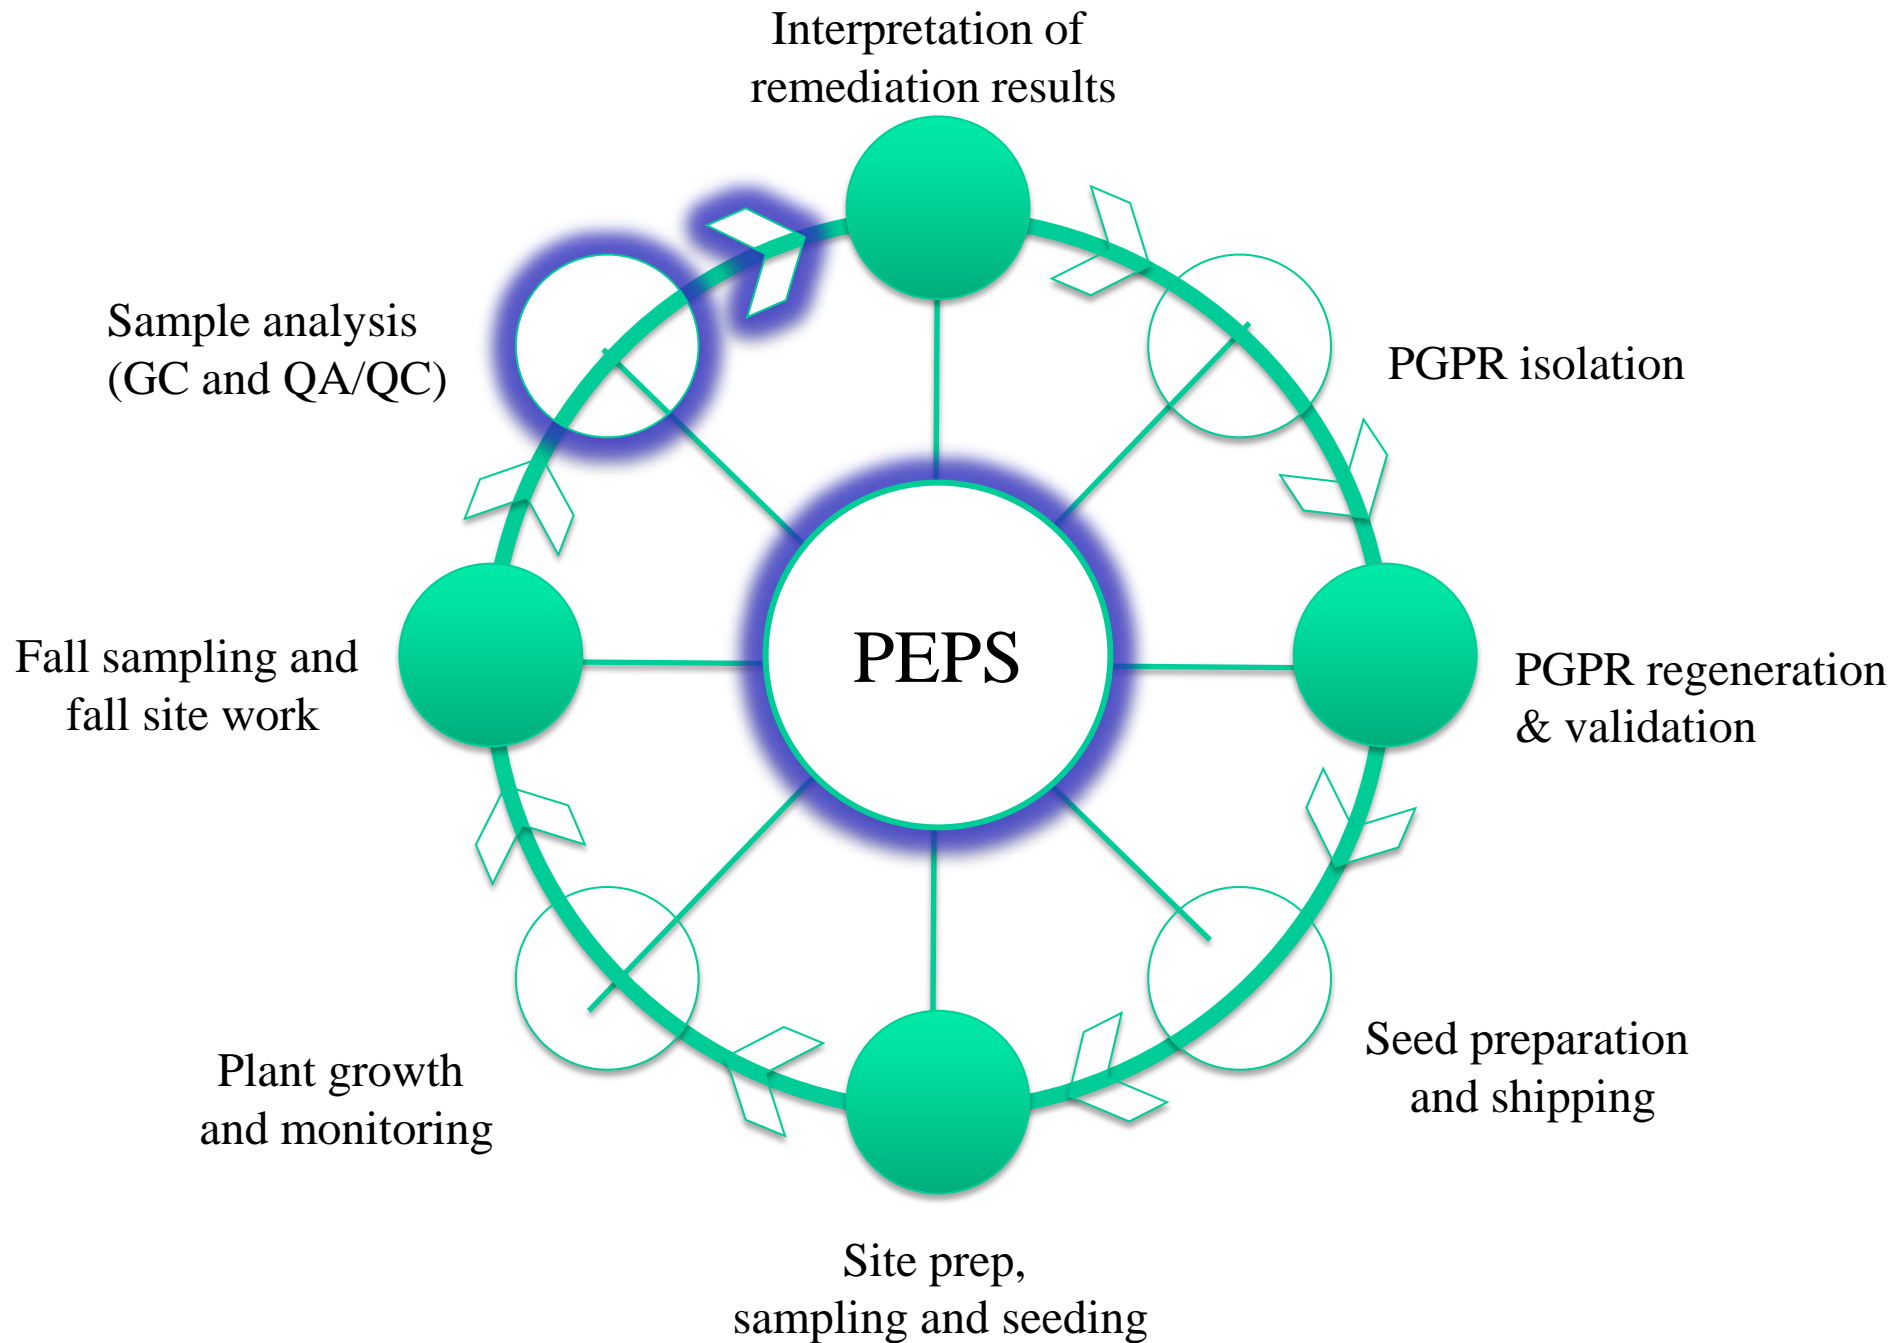 Interpretation of
remediation results
PGPR isolation
PGPR regeneration
& validation
Seed preparation
and shipping
Site prep,
sampling and seeding
Plant growth
and monitoring
Fall sampling and
fall site work
Sample analysis
(GC and QA/QC)
PEPS